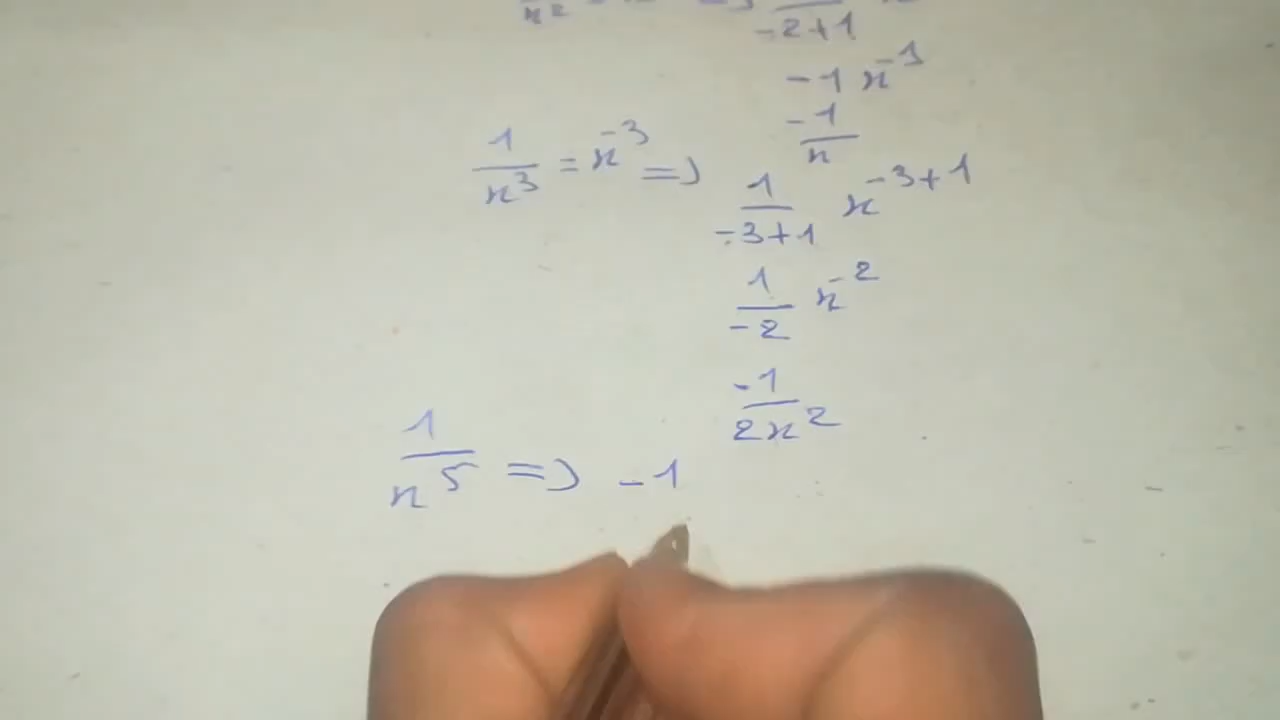 -2+1
-1 x^-1
-1/x
1/x^3 = x^-3 => 1/-3+1 x^-3+1
1/-2 x^-2
-1/2x^2
1/x^5 => -1